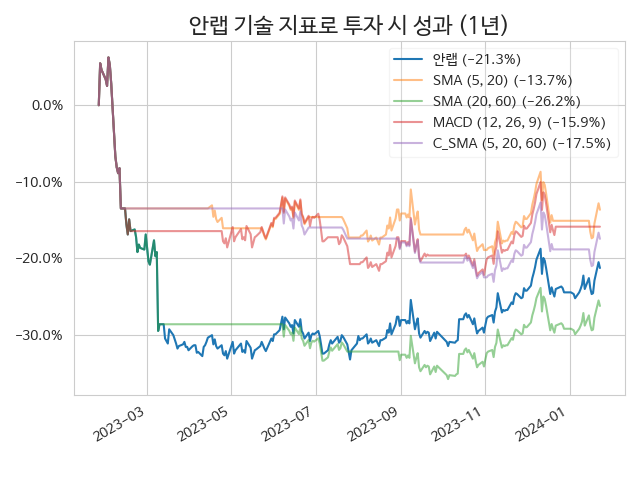 안랩 기술 지표로 투자 시 성과 (1년)
안랩 (−21.3%)
SMA (5, 20) (−13.7%)
SMA (20, 60) (−26.2%)
MACD (12, 26, 9) (−15.9%)
C_SMA (5, 20, 60) (−17.5%)
0.0%
−10.0%
−20.0%
−30.0%
2023−03
2023−05
2023−07
2023−09
2023−11
2024−01